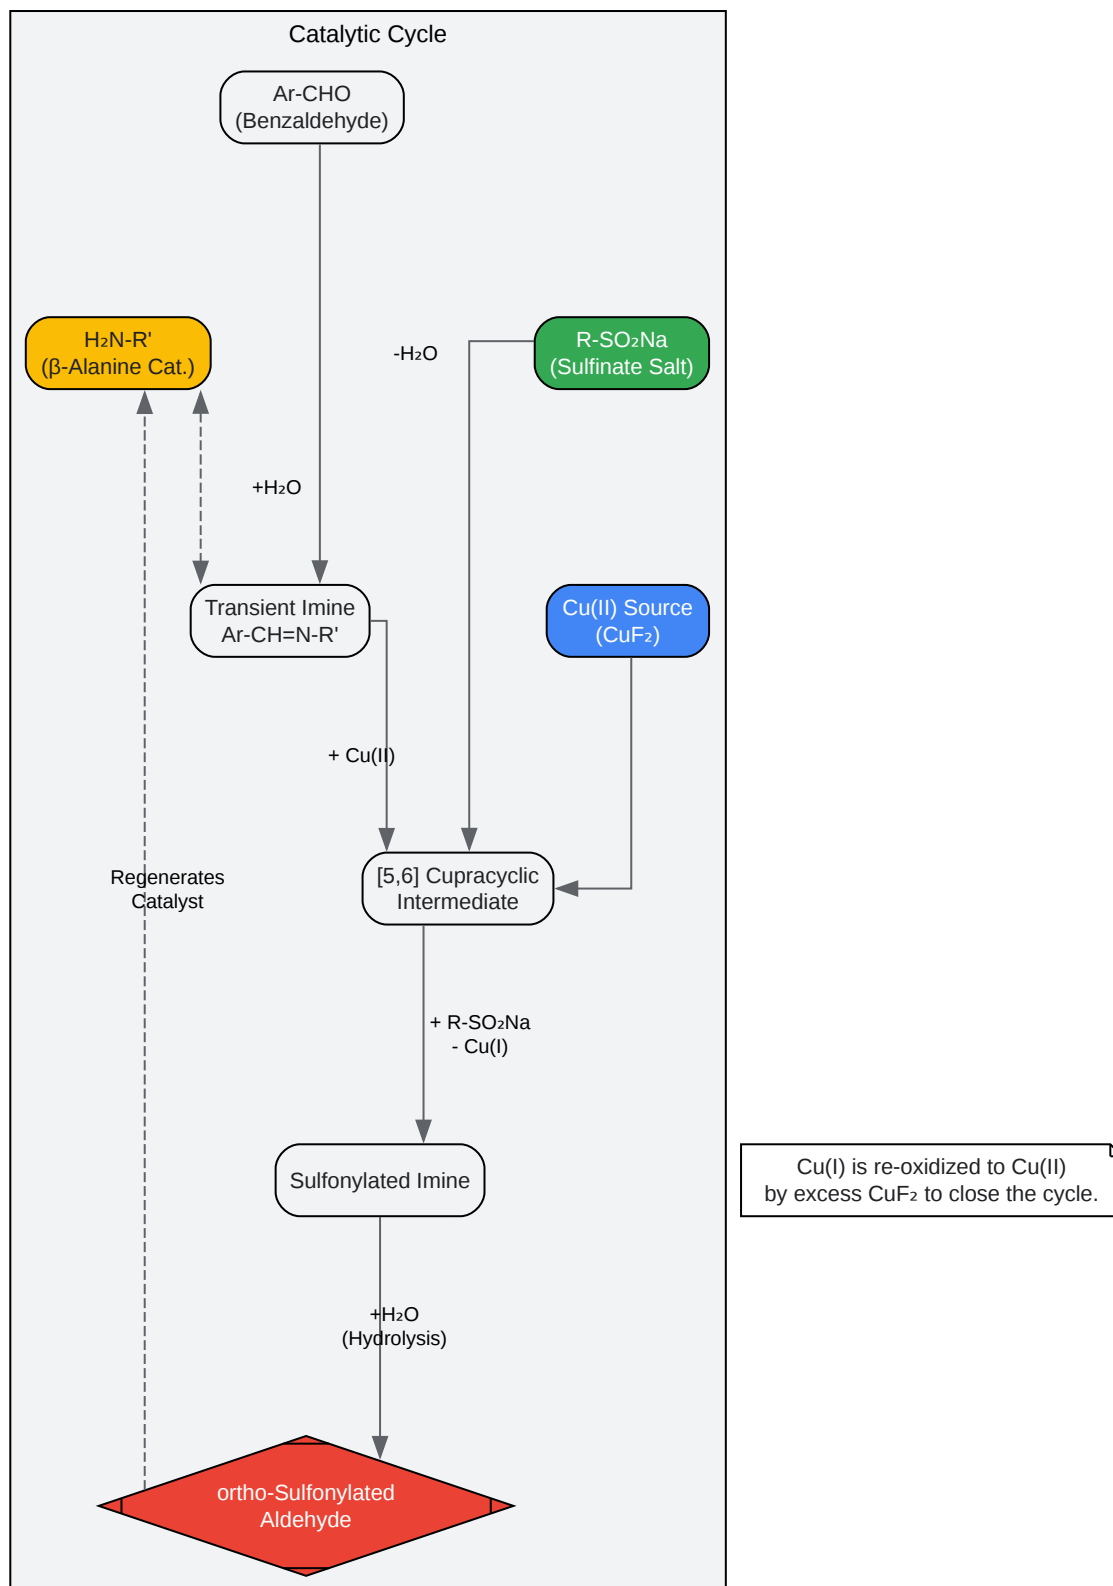 Catalytic Cycle
Ar-CHO
(Benzaldehyde)
H₂N-R'
(β-Alanine Cat.)
-H₂O
R-SO₂Na
(Sulfinate Salt)
+H₂O
Transient Imine
Ar-CH=N-R'
Cu(II) Source
(CuF₂)
+ Cu(II)
Regenerates
Catalyst
[5,6] Cupracyclic
Intermediate
+ R-SO₂Na
- Cu(I)
Sulfonylated Imine
Cu(I) is re-oxidized to Cu(II)
by excess CuF₂ to close the cycle.
+H₂O
(Hydrolysis)
ortho-Sulfonylated
Aldehyde